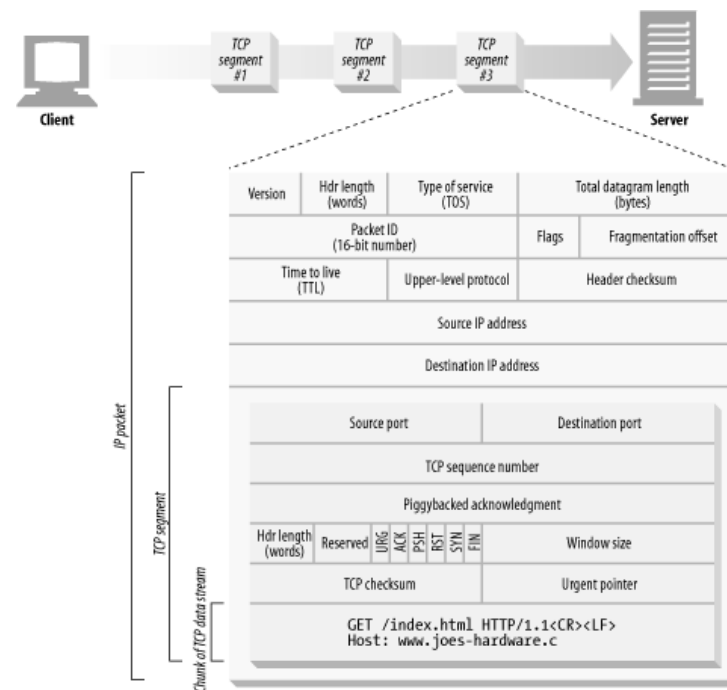 TCP
segment
#1
TCP
segment
#2
TCP
segment
#3
Client
Server
Version
Hdr length
(words)
Type of service
(TOS)
Total datagram length
(bytes)
Packet ID
(16-bit number)
Flags
Fragmentation offset
Time to live
(TTL)
Upper-level protocol
Header checksum
Source IP address
Destination IP address
IP packet
TCP segment
Source port
Destination port
TCP sequence number
Piggybacked acknowledgment
Hdr length
(words)
Reserved
URG
ACK
PSH
RST
SYN
FIN
Window size
TCP checksum
Urgent pointer
Chunk of TCP data stream
GET /index.html HTTP/1.1<CR><LF>
Host: www.joes-hardware.c